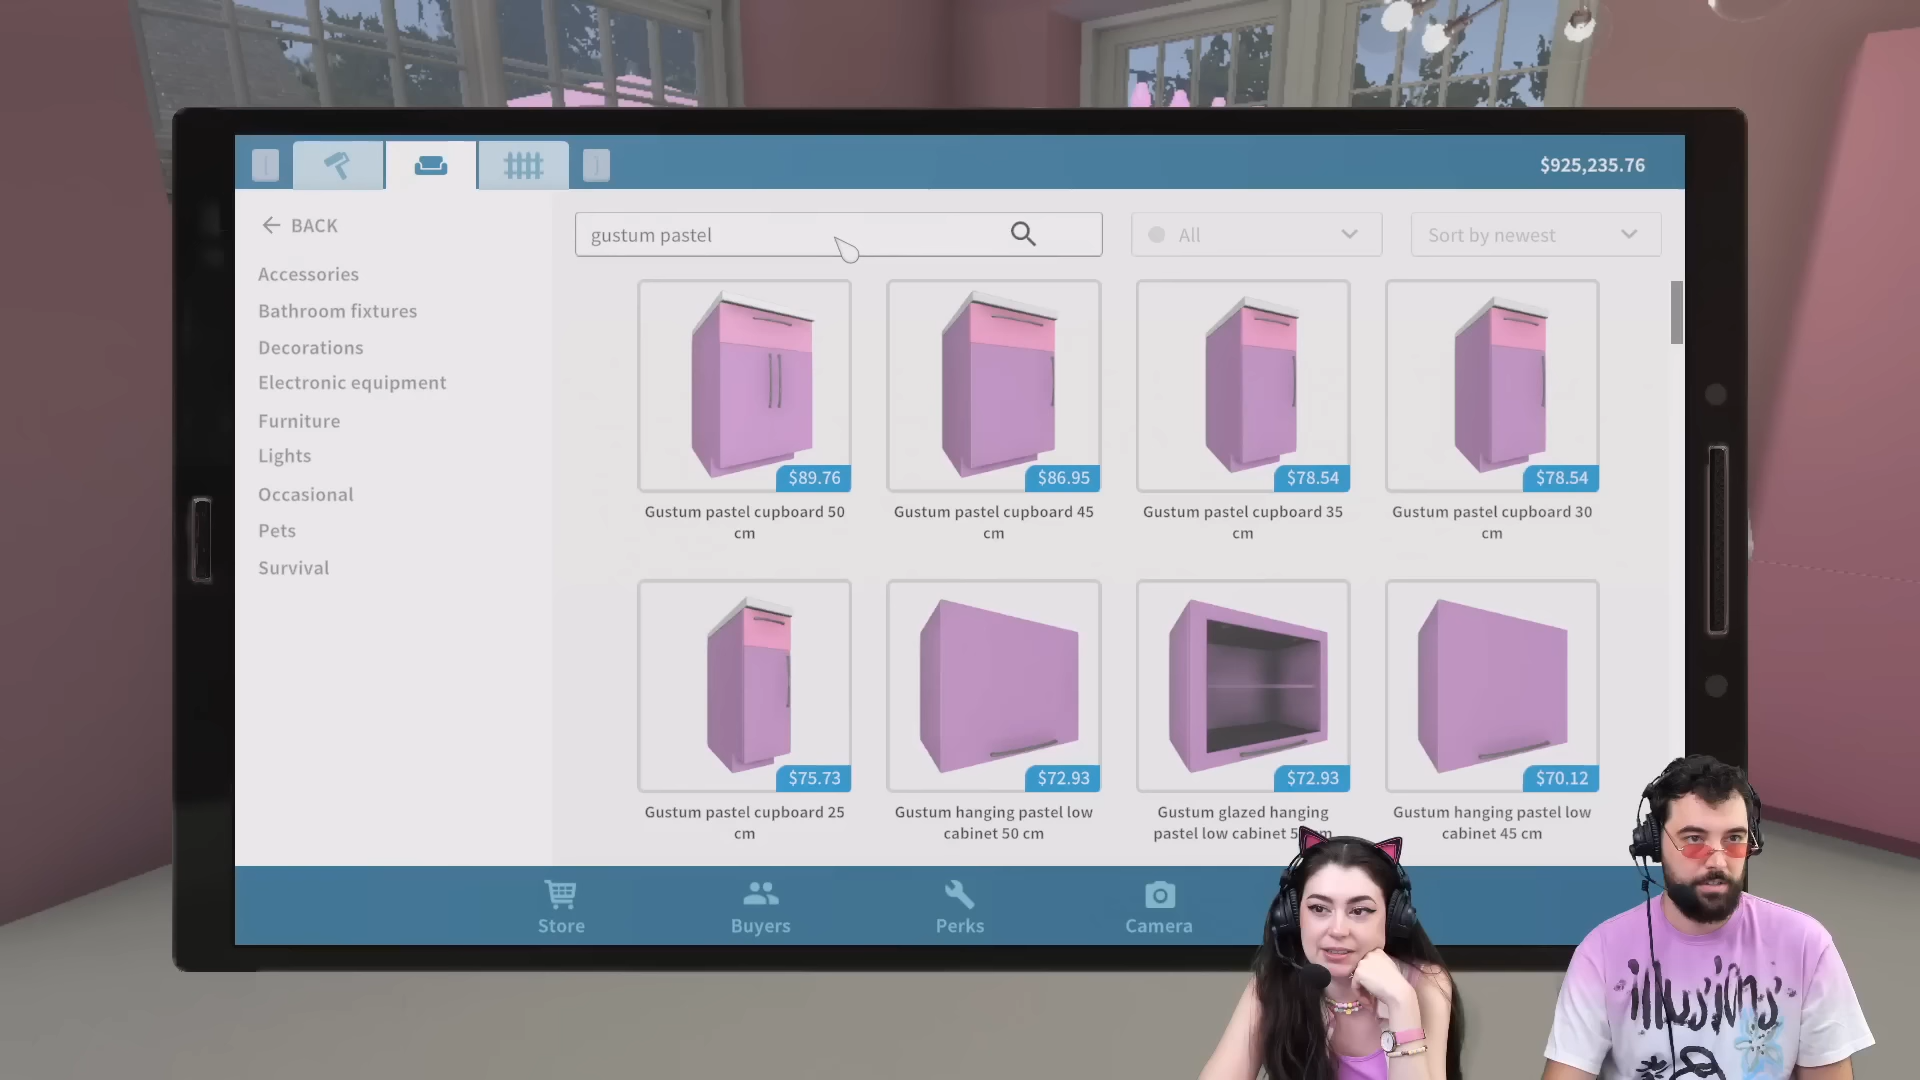 $925,235.76
BACK
gustum pastel
All
Sort by newest
Accessories
Bathroom fixtures
Decorations
Electronic equipment
Furniture
Lights
Occasional
Pets
Survival
$89.76
$86.95
$78.54
$78.54
Gustum pastel cupboard 50
cm
Gustum pastel cupboard 45
cm
Gustum pastel cupboard 35
cm
Gustum pastel cupboard 30
cm
$75.73
$72.93
$72.93
$70.12
Gustum pastel cupboard 25
cm
Gustum hanging pastel low
cabinet 50 cm
Gustum glazed hanging
pastel low cabinet
Gustum hanging pastel low
cabinet 45 cm
Store
Buyers
Perks
Camera
illusions